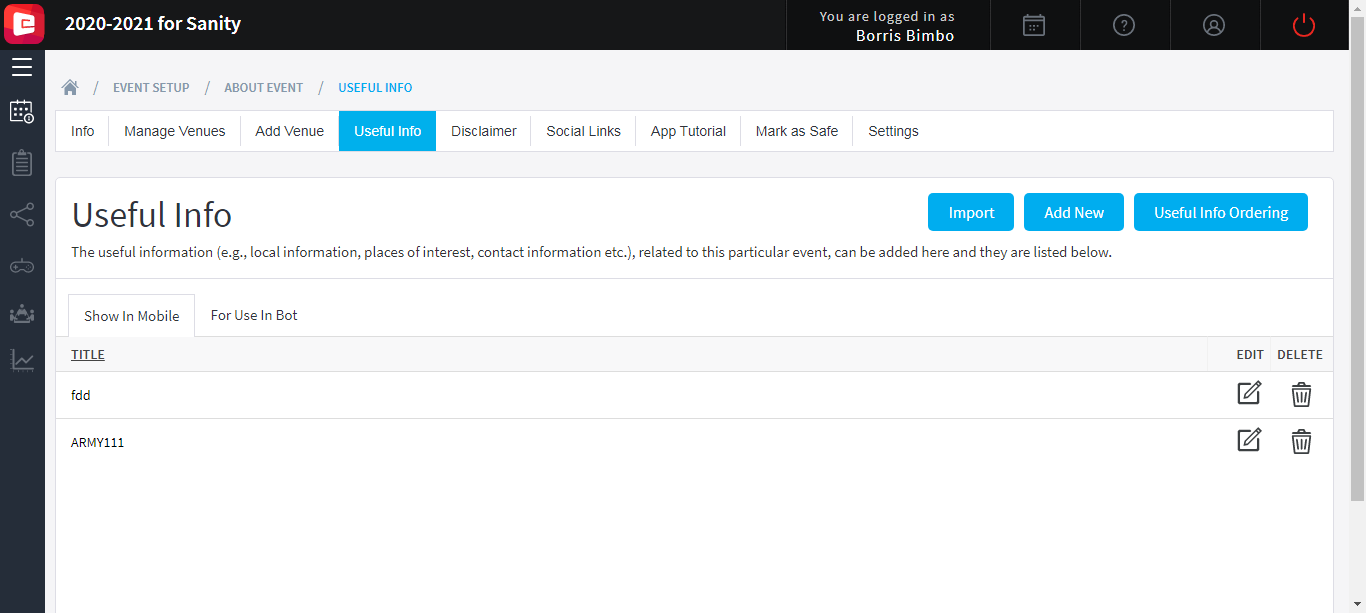 2020-2021 for Sanity
You are logged in as
Borris Bimbo
/ EVENT SETUP / ABOUT EVENT / USEFUL INFO
Info Manage Venues Add Venue Useful Info Disclaimer Social Links App Tutorial Mark as Safe Settings
Useful Info
Import Add New Useful Info Ordering
The useful information (e.g., local information, places of interest, contact information etc.), related to this particular event, can be added here and they are listed below.
Show In Mobile For Use In Bot
TITLE EDIT DELETE
fdd
ARMY111